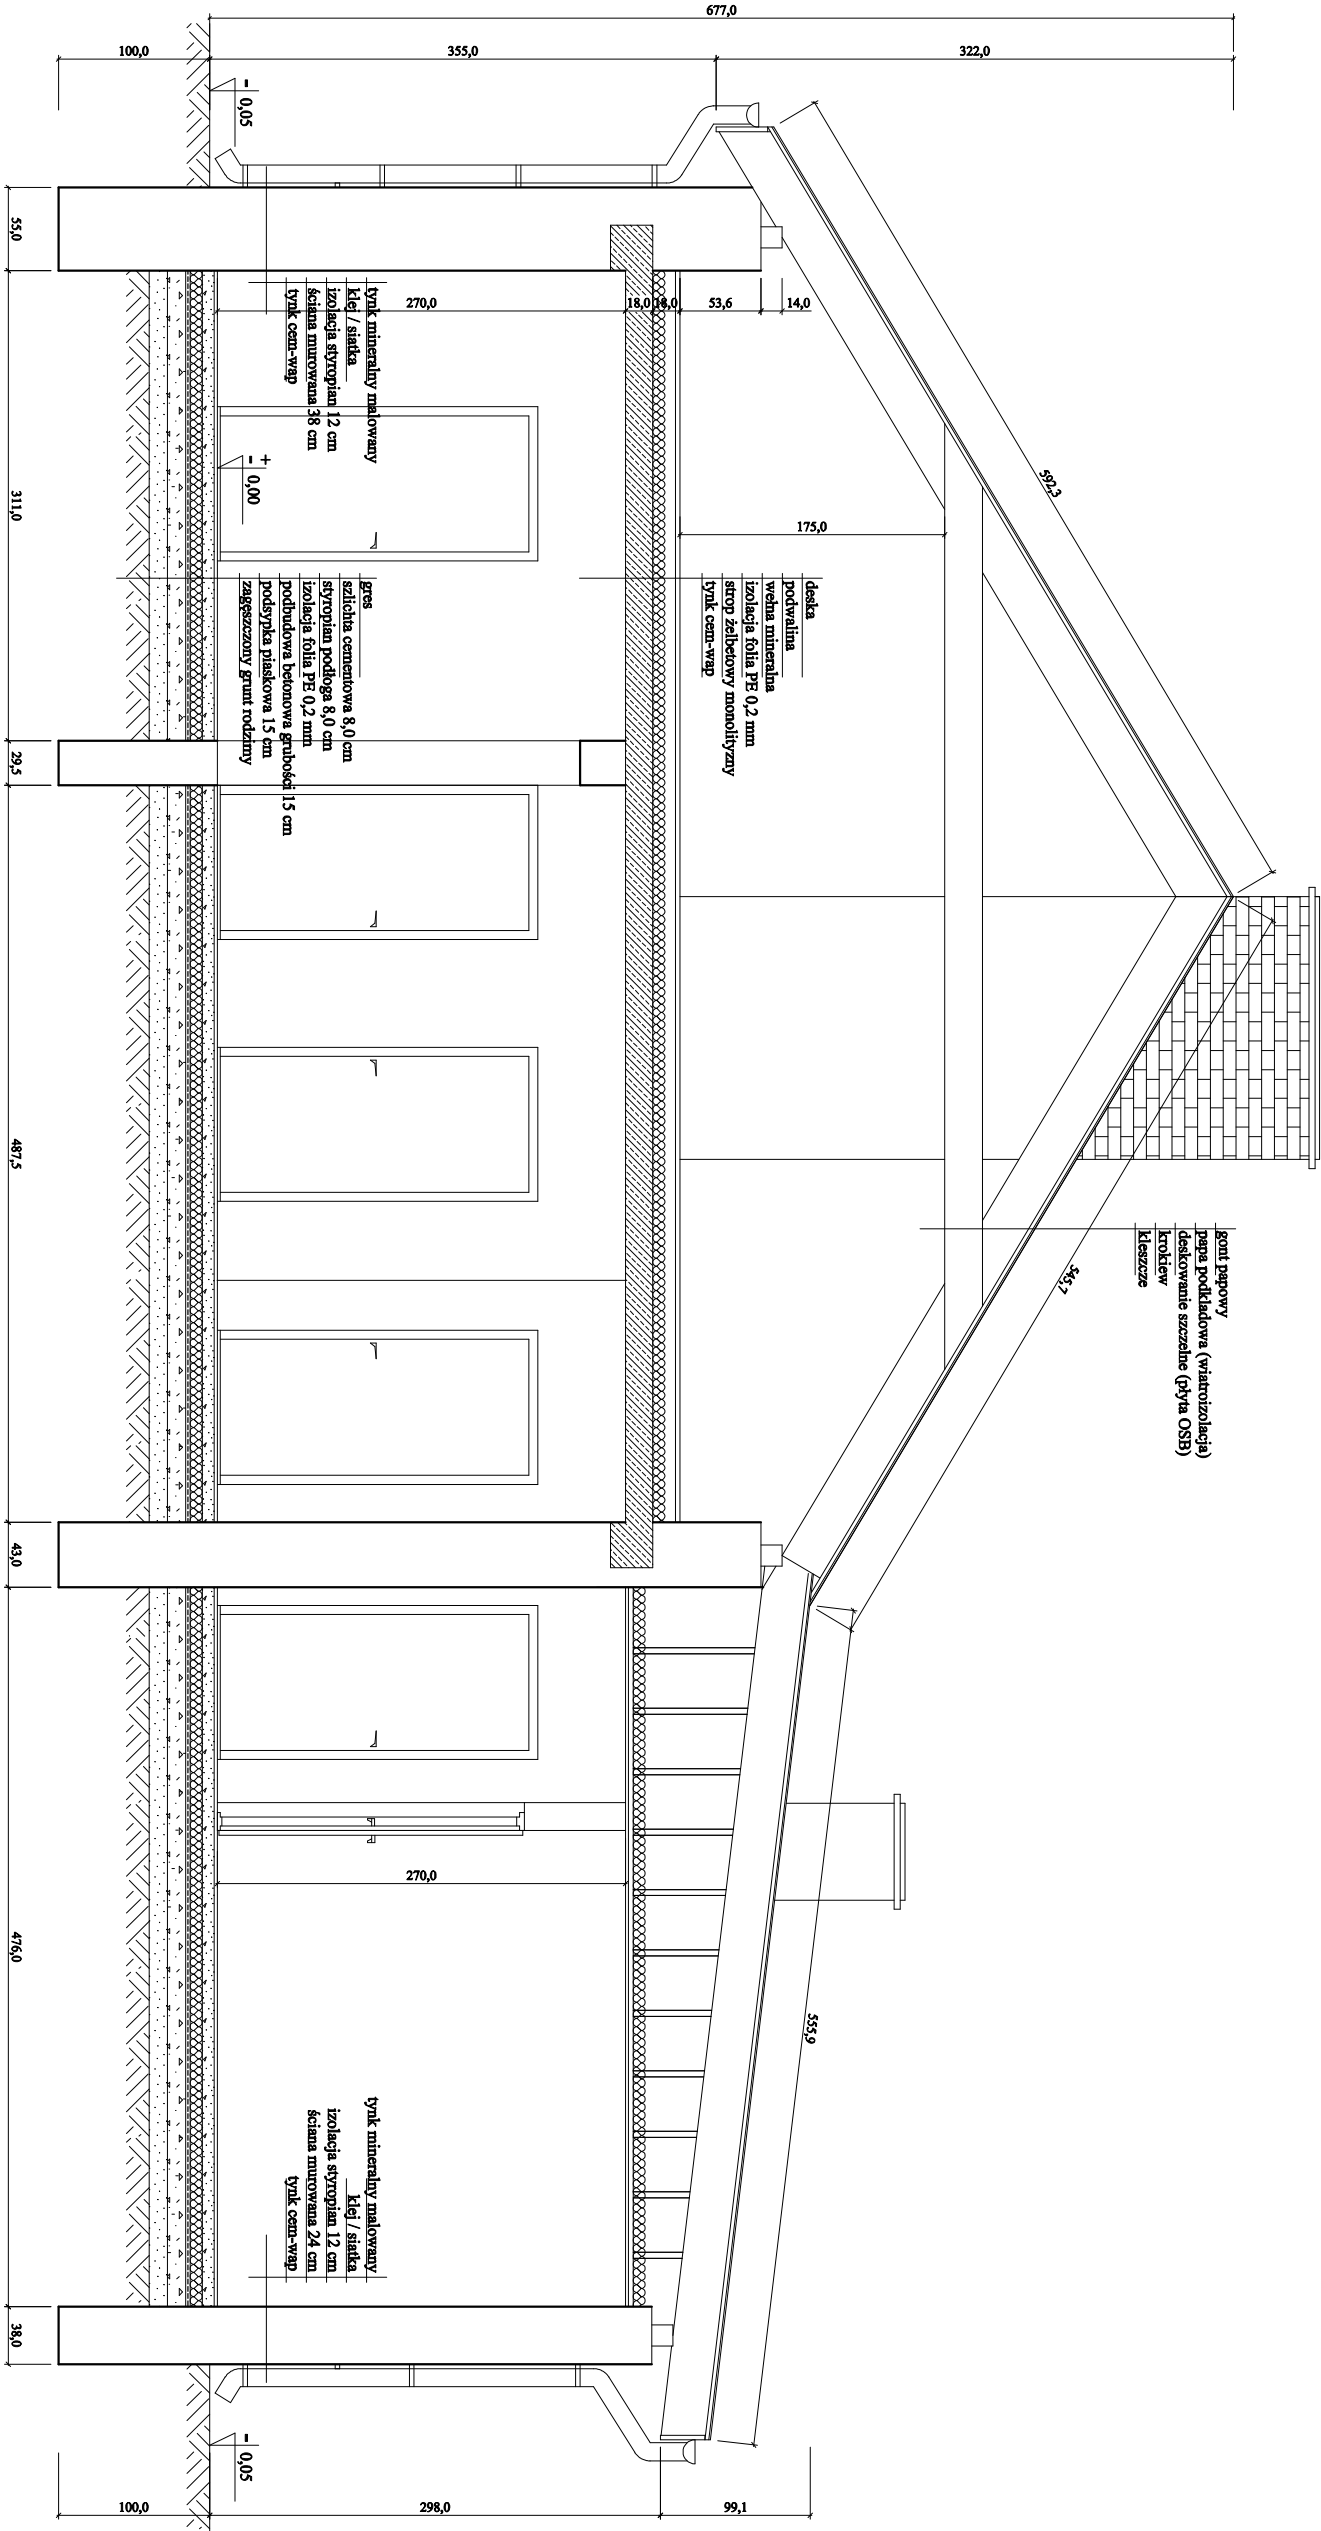 677,0
100,0
355,0
322,0
- 0,05
592,3
545,7
555,9
gont papowy
papa podkładowa (wiatroizolacja)
deskowanie szczelne (płyta OSB)
krokiew
kleszcze
175,0
deska
podwalina
wełna mineralna
izolacja folia PE 0,2 mm
strop żelbetowy monolityzny
tynk cem-wap
270,0
18,0
18,0
53,6
14,0
tynk mineralny malowany
klej / siatka
izolacja styropian 12 cm
ściana murowana 38 cm
tynk cem-wap
+
- 0,00
gres
szlichta cementowa 8,0 cm
styropian podłoga 8,0 cm
izolacja folia PE 0,2 mm
podbudowa betonowa grubości 15 cm
podsypka piaskowa 15 cm
zagęszczony grunt rodzimy
270,0
tynk mineralny malowany
klej / siatka
izolacja styropian 12 cm
ściana murowana 24 cm
tynk cem-wap
- 0,05
100,0
298,0
99,1
55,0
311,0
29,5
487,5
43,0
476,0
38,0